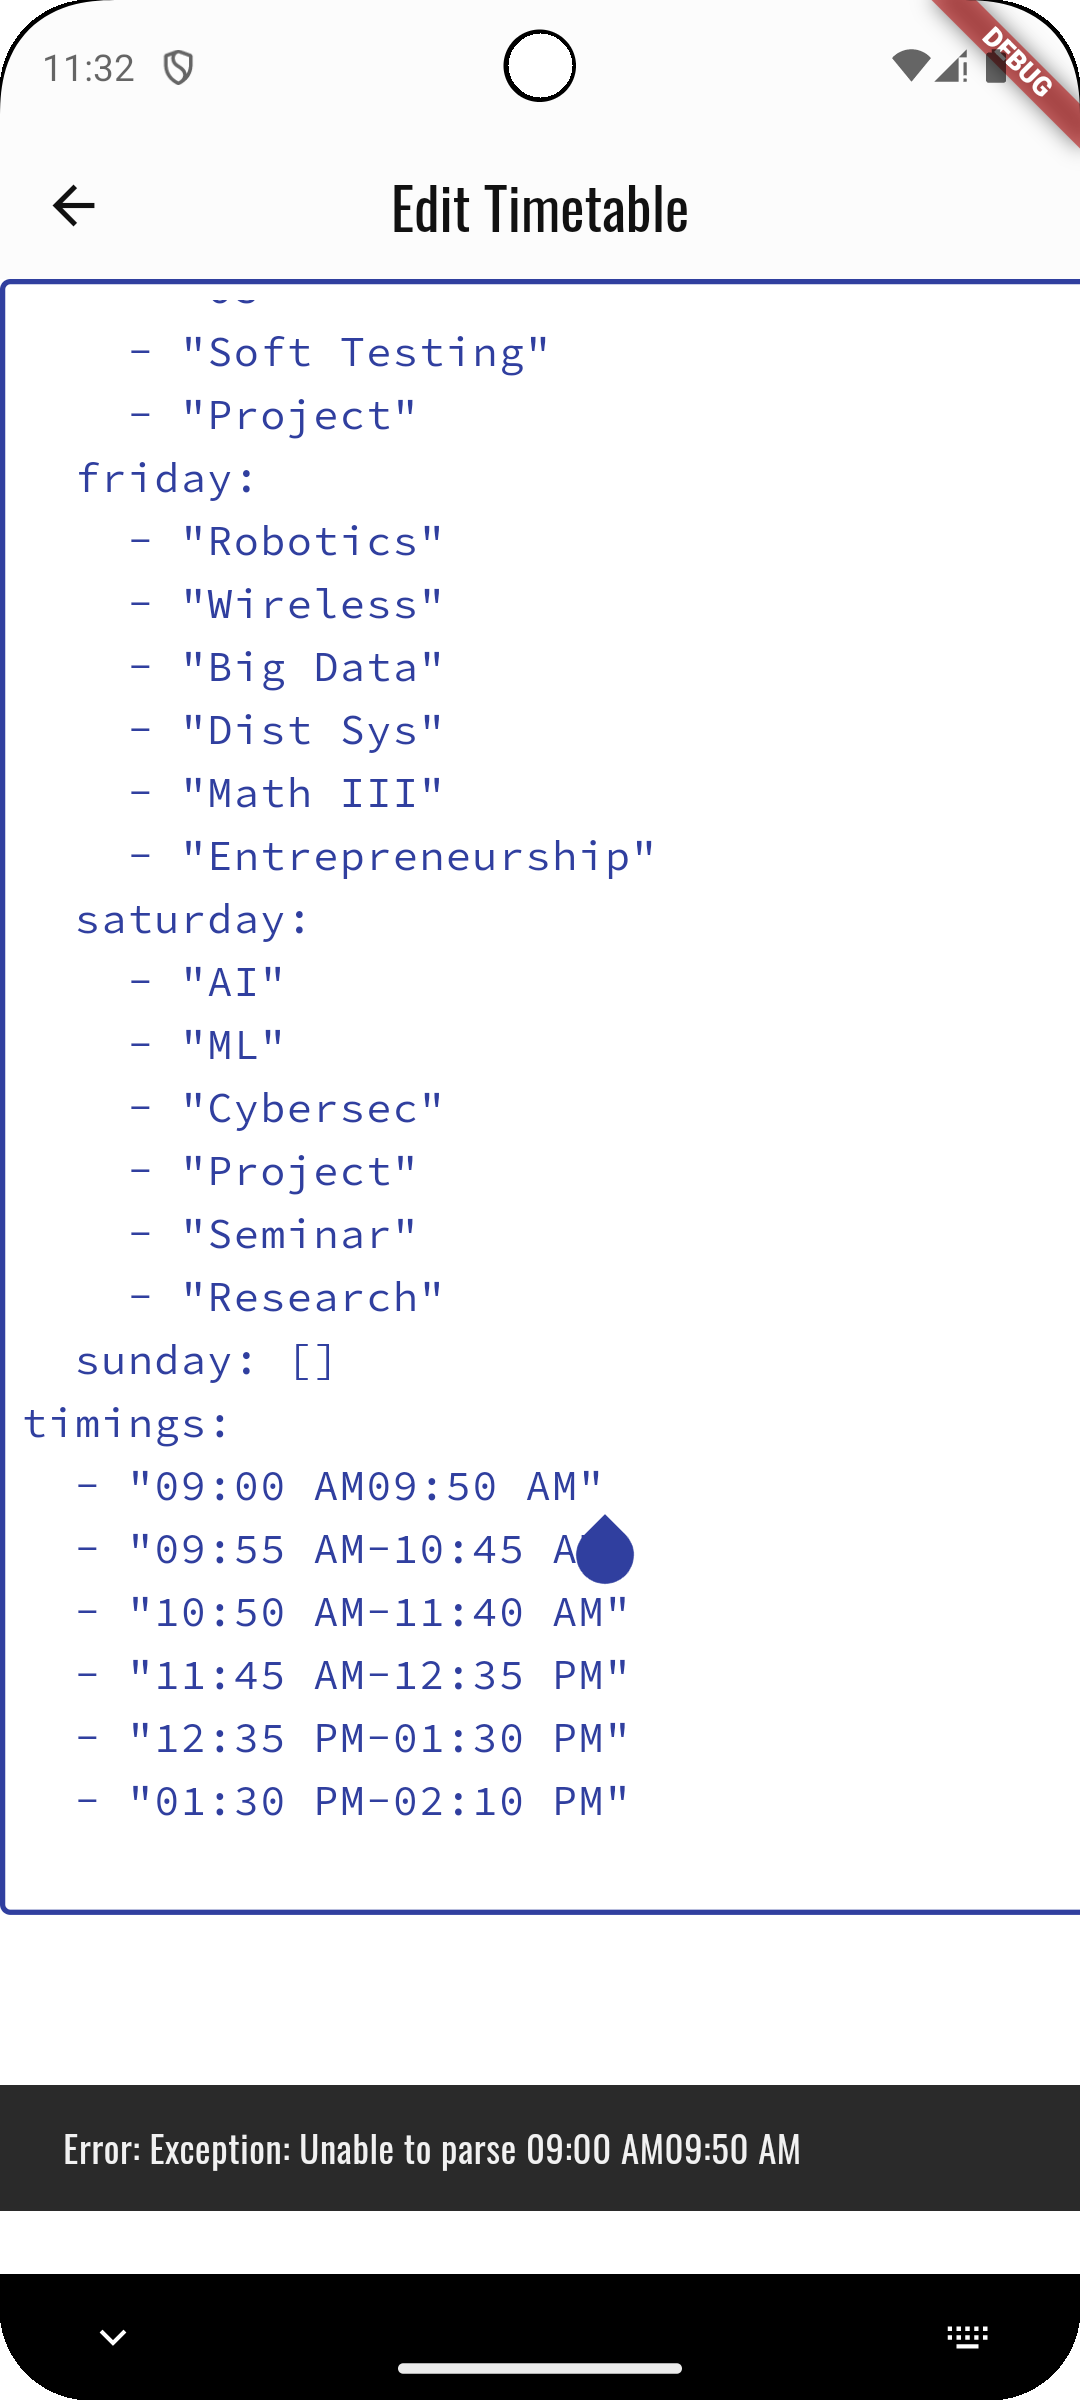 11:32
DEBUG
Edit Timetable
- "Soft Testing"
- "Project"
friday:
- "Robotics"
- "Wireless"
- "Big Data"
- "Dist Sys"
- "Math III"
- "Entrepreneurship"
saturday:
- "AI"
- "ML"
- "Cybersec"
- "Project"
- "Seminar"
- "Research"
sunday: []
timings:
- "09:00 AM09:50 AM"
- "09:55 AM-10:45 A
- "10:50 AM-11:40 AM"
- "11:45 AM-12:35 PM"
- "12:35 PM-01:30 PM"
- "01:30 PM-02:10 PM"
Error: Exception: Unable to parse 09:00 AM09:50 AM